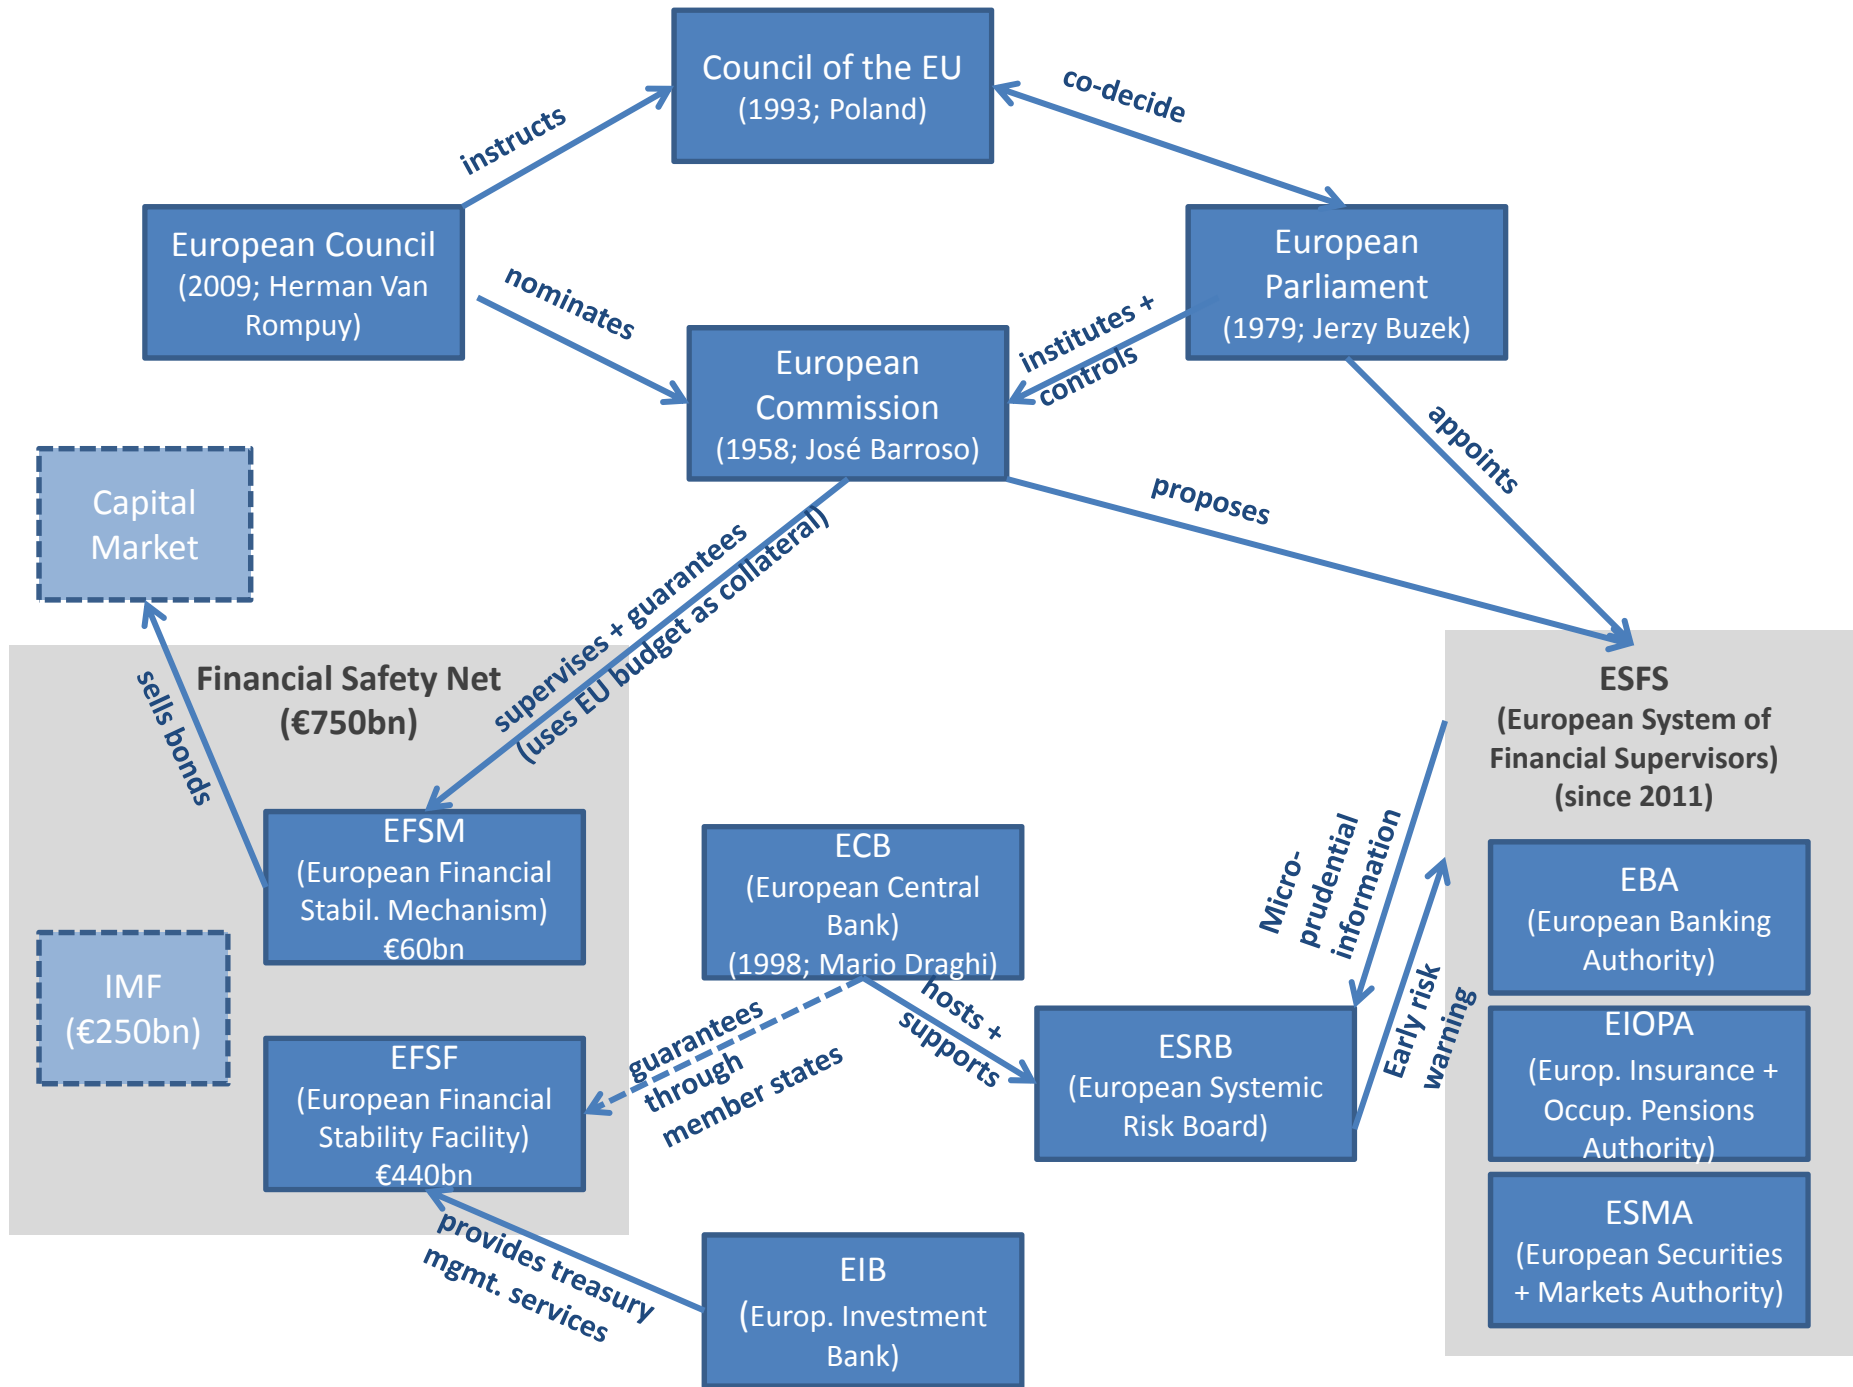 Council of the EU
(1993; Poland)
co-decide
instructs
European Council
(2009; Herman Van
Rompuy)
European
Parliament
(1979; Jerzy Buzek)
nominates
institutes +
controls
European
Commission
(1958; José Barroso)
appoints
proposes
Capital
Market
supervises + guarantees
(uses EU budget as collateral)
sells bonds
Financial Safety Net
(€750bn)
ESFS
(European System of
Financial Supervisors)
(since 2011)
EFSM
(European Financial
Stabil. Mechanism)
€60bn
ECB
(European Central
Bank)
(1998; Mario Draghi)
Micro-
prudential
information
EBA
(European Banking
Authority)
IMF
(€250bn)
hosts +
supports
Early risk
warning
guarantees
through
member states
EFSF
(European Financial
Stability Facility)
€440bn
ESRB
(European Systemic
Risk Board)
EIOPA
(Europ. Insurance +
Occup. Pensions
Authority)
ESMA
(European Securities
+ Markets Authority)
provides treasury
mgmt. services
EIB
(Europ. Investment
Bank)